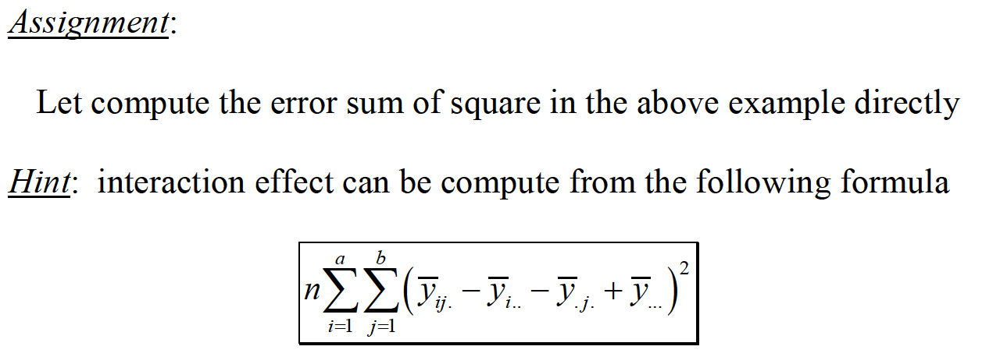 Assignment:
Let compute the error sum of square in the above example directly
Hint: interaction effect can be compute from the following formula
$n\sum_{i=1}^{a}\sum_{j=1}^{b}\left(\overline{y}_{ij.}-\overline{y}_{i..}-\overline{y}_{.j.}+\overline{y}_{...}\right)^{2}$